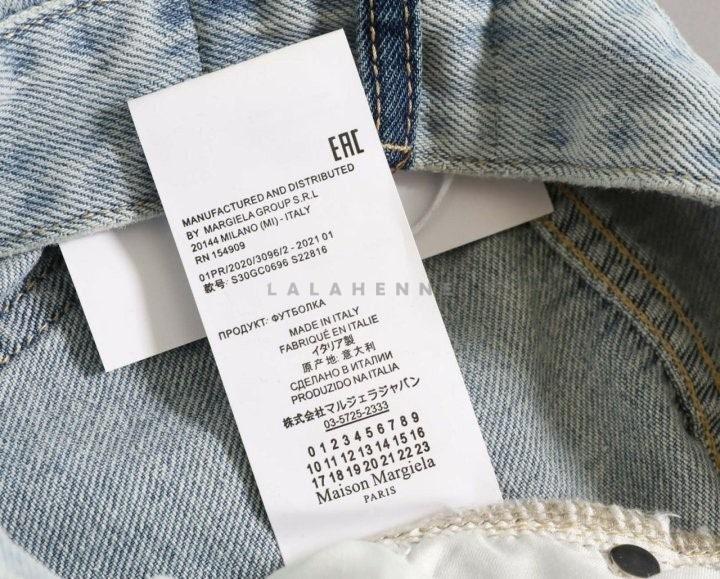 EAC
MANUFACTURED AND DISTRIBUTED
BY MARGIELA GROUP S.R.L
20144 MILANO (MI) - ITALY
RN 154909
01PR/2020/3096/2 - 2021 01
款号: S30GC0696 S22816
LALAHENNE
ПРОДУКТ: ФУТБОЛКА
MADE IN ITALY
FABRIQUÉ EN ITALIE
イタリア製
原产地: 意大利
СДЕЛАНО В ИТАЛИИ
PRODUZIDO NA ITALIA
株式会社マルジェラジャパン
03-5725-2333
0 1 2 3 4 5 6 7 8 9
10 11 12 13 14 15 16
17 18 19 20 21 22 23
Maison Margiela
PARIS